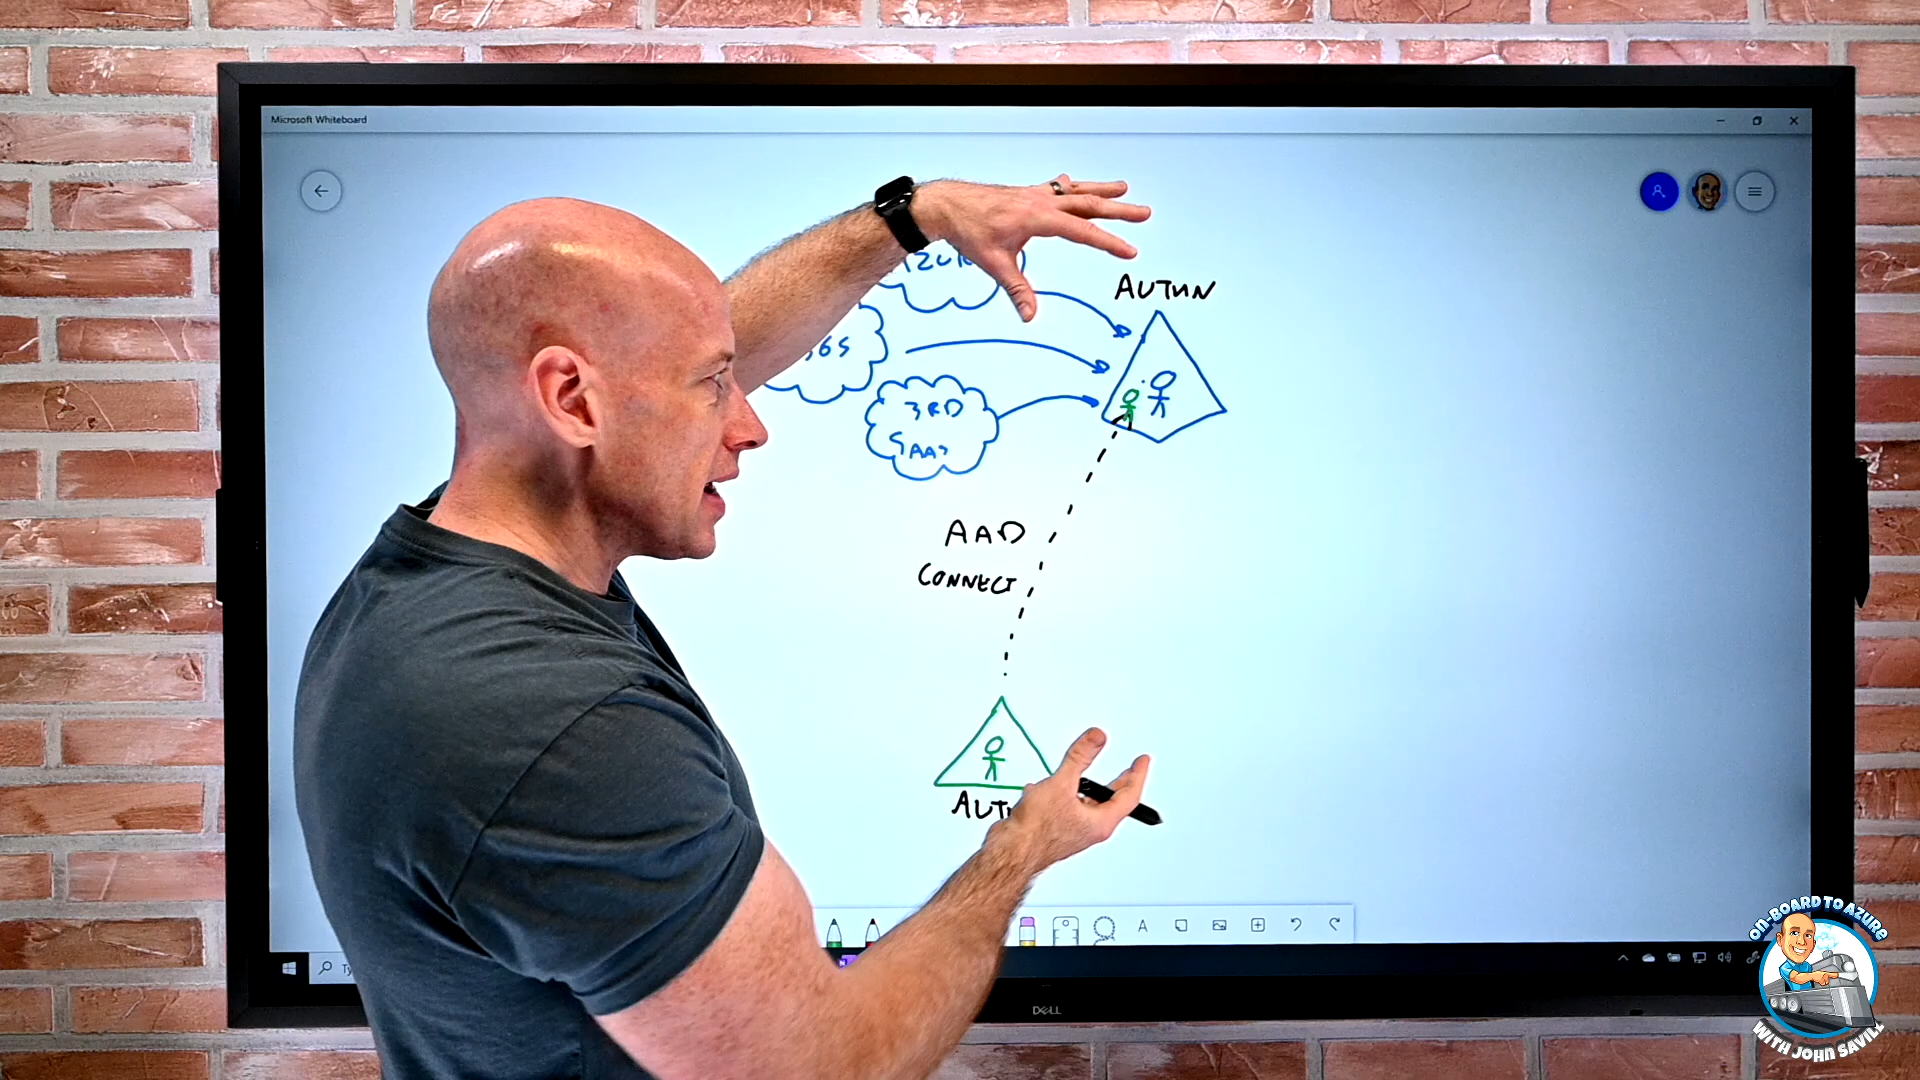 Microsoft Whiteboard
AUTHN
365
3RD
SAAS
AAD
CONNECT
A
DELL
ON-BOARD TO AZURE
WITH JOHN SAVILL